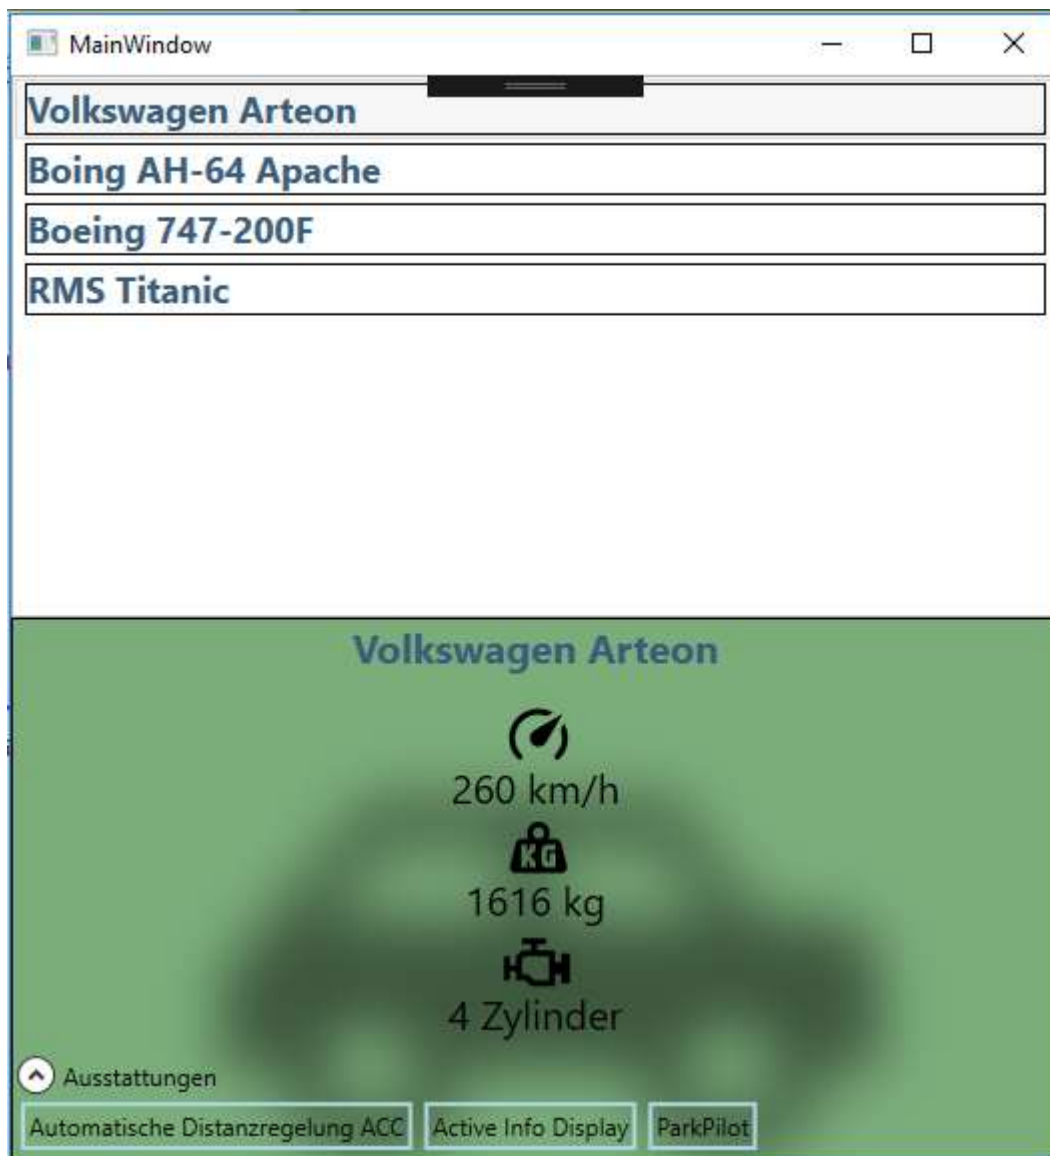 MainWindow
Volkswagen Arteon
Boing AH-64 Apache
Boeing 747-200F
RMS Titanic
Volkswagen Arteon
260 km/h
KG
1616 kg
4 Zylinder
Ausstattungen
Automatische Distanzregelung ACC Active Info Display ParkPilot